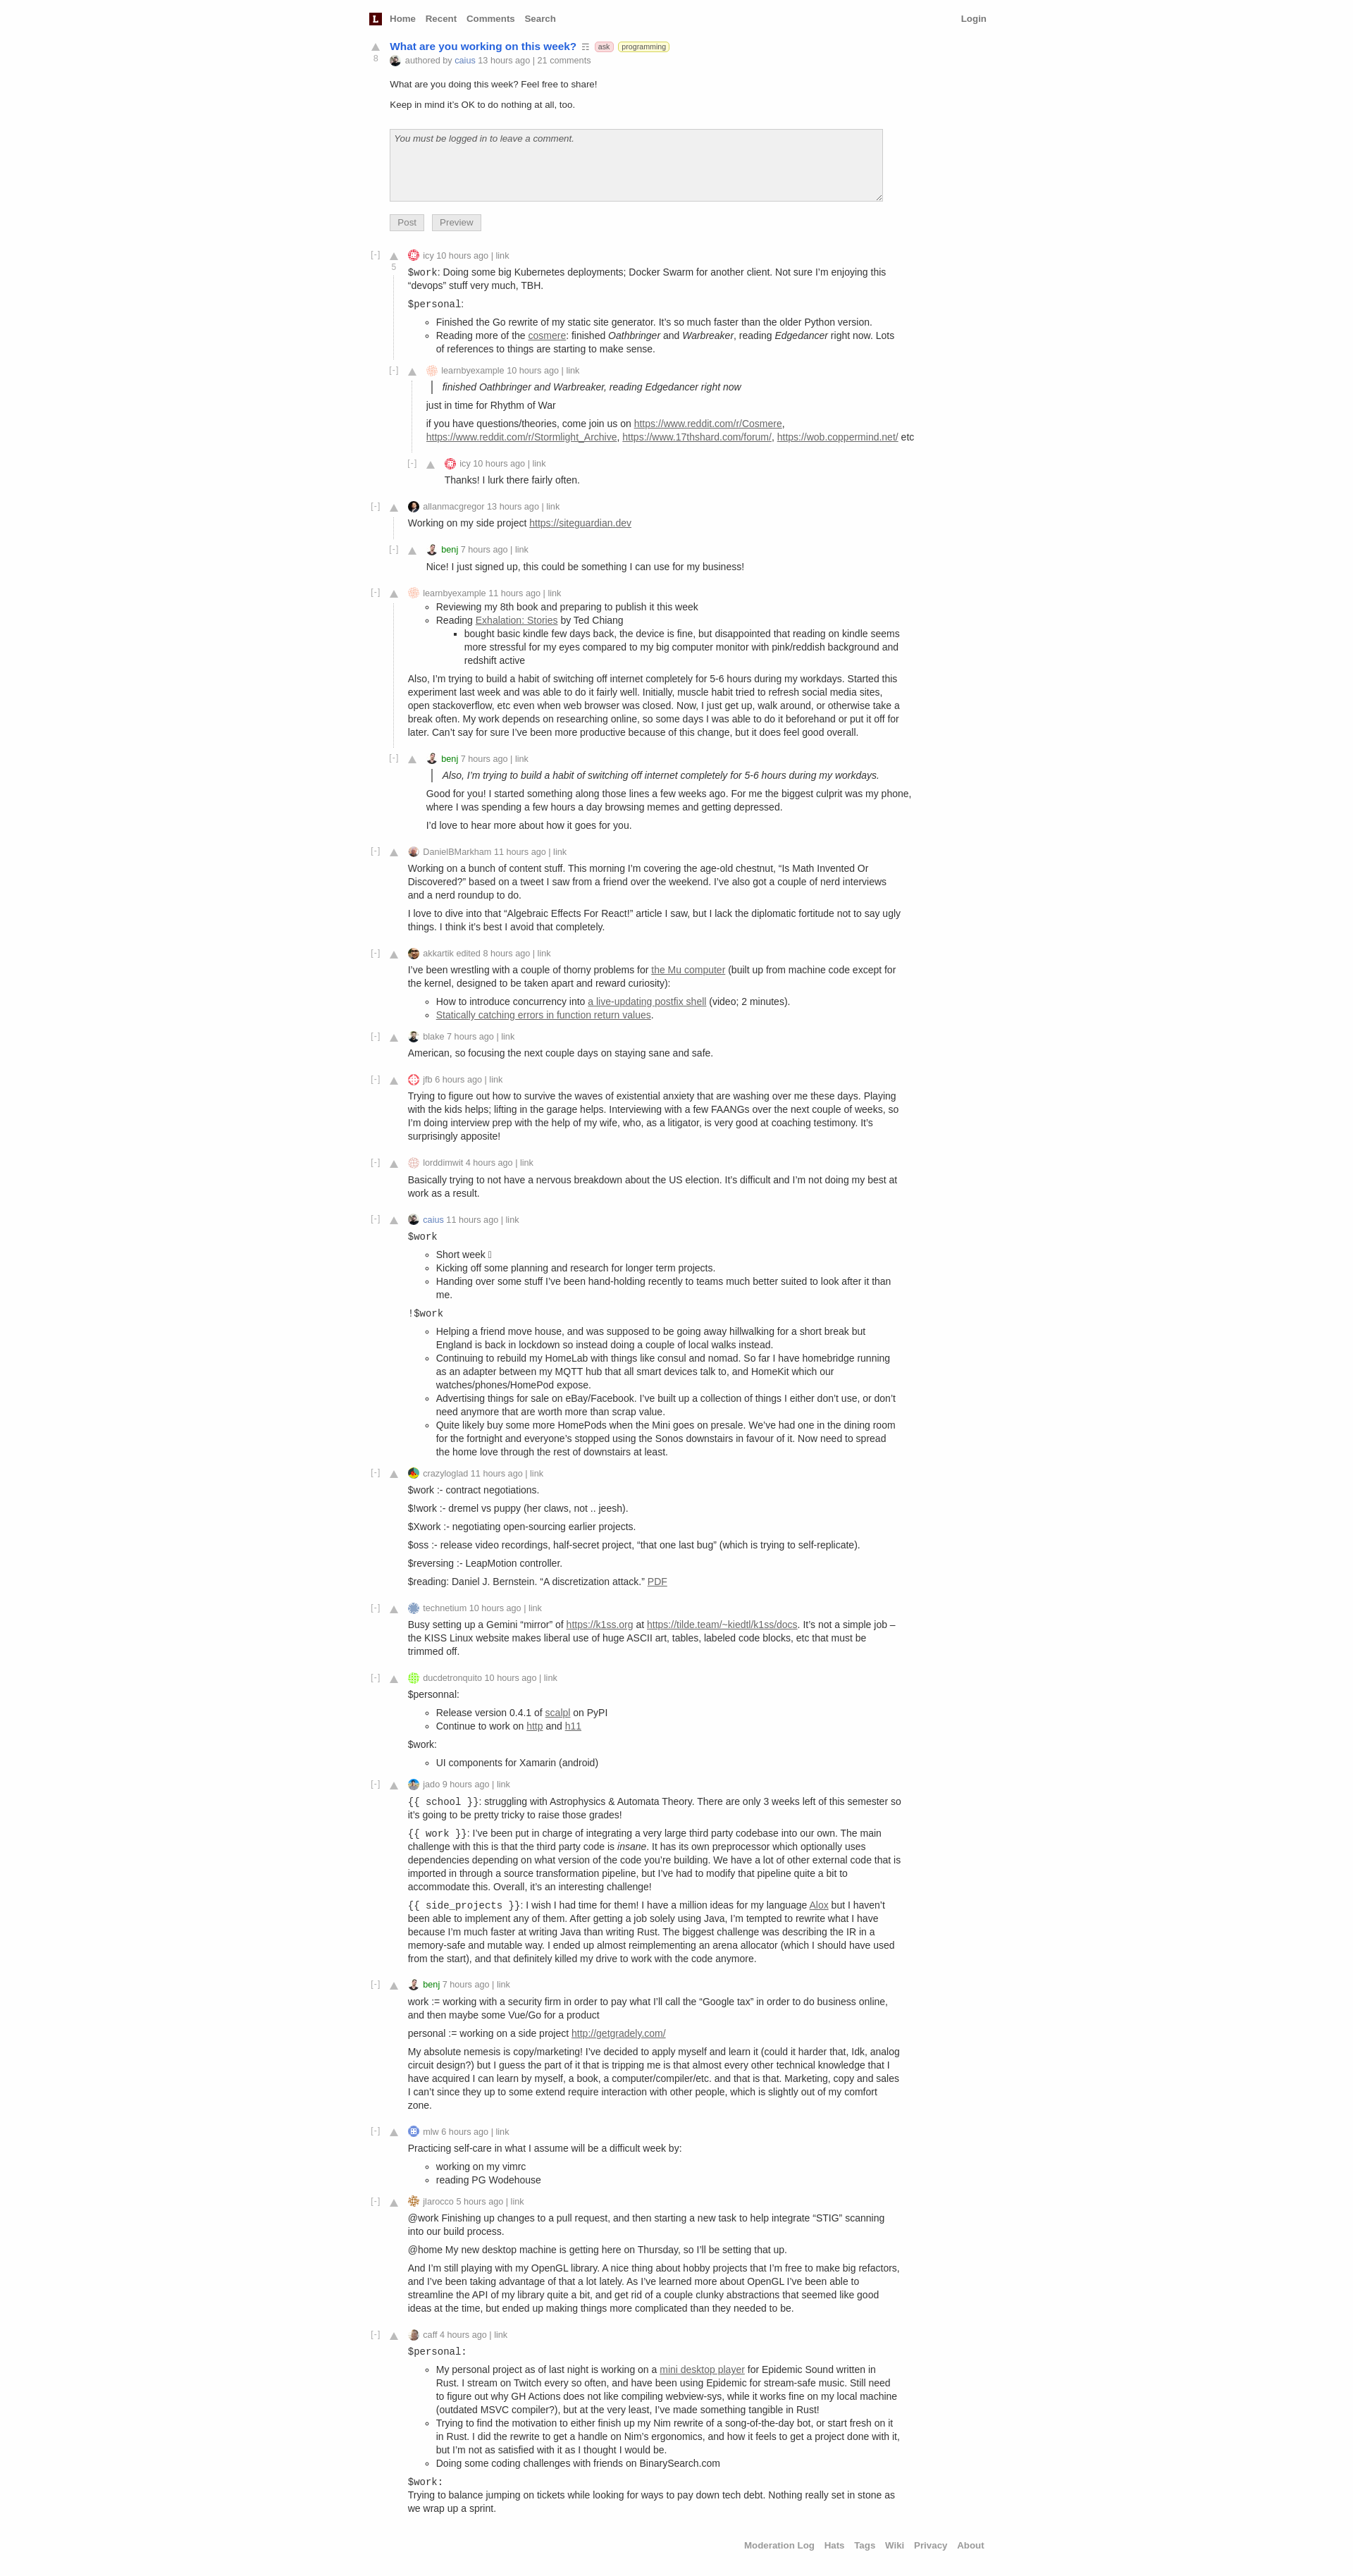 L Home Recent Comments Search Login
What are you working on this week? ☶ ask programming
8
authored by caius 13 hours ago | 21 comments
What are you doing this week? Feel free to share!
Keep in mind it’s OK to do nothing at all, too.
You must be logged in to leave a comment.
Post Preview
[-] icy 10 hours ago | link
5
$work: Doing some big Kubernetes deployments; Docker Swarm for another client. Not sure I’m enjoying this
“devops” stuff very much, TBH.
$personal:
Finished the Go rewrite of my static site generator. It’s so much faster than the older Python version.
Reading more of the cosmere: finished Oathbringer and Warbreaker, reading Edgedancer right now. Lots
of references to things are starting to make sense.
[-] learnbyexample 10 hours ago | link
finished Oathbringer and Warbreaker, reading Edgedancer right now
just in time for Rhythm of War
if you have questions/theories, come join us on https://www.reddit.com/r/Cosmere,
https://www.reddit.com/r/Stormlight_Archive, https://www.17thshard.com/forum/, https://wob.coppermind.net/ etc
[-] icy 10 hours ago | link
Thanks! I lurk there fairly often.
[-] allanmacgregor 13 hours ago | link
Working on my side project https://siteguardian.dev
[-] benj 7 hours ago | link
Nice! I just signed up, this could be something I can use for my business!
[-] learnbyexample 11 hours ago | link
Reviewing my 8th book and preparing to publish it this week
Reading Exhalation: Stories by Ted Chiang
bought basic kindle few days back, the device is fine, but disappointed that reading on kindle seems
more stressful for my eyes compared to my big computer monitor with pink/reddish background and
redshift active
Also, I’m trying to build a habit of switching off internet completely for 5-6 hours during my workdays. Started this
experiment last week and was able to do it fairly well. Initially, muscle habit tried to refresh social media sites,
open stackoverflow, etc even when web browser was closed. Now, I just get up, walk around, or otherwise take a
break often. My work depends on researching online, so some days I was able to do it beforehand or put it off for
later. Can’t say for sure I’ve been more productive because of this change, but it does feel good overall.
[-] benj 7 hours ago | link
Also, I’m trying to build a habit of switching off internet completely for 5-6 hours during my workdays.
Good for you! I started something along those lines a few weeks ago. For me the biggest culprit was my phone,
where I was spending a few hours a day browsing memes and getting depressed.
I’d love to hear more about how it goes for you.
[-] DanielBMarkham 11 hours ago | link
Working on a bunch of content stuff. This morning I’m covering the age-old chestnut, “Is Math Invented Or
Discovered?” based on a tweet I saw from a friend over the weekend. I’ve also got a couple of nerd interviews
and a nerd roundup to do.
I love to dive into that “Algebraic Effects For React!” article I saw, but I lack the diplomatic fortitude not to say ugly
things. I think it’s best I avoid that completely.
[-] akkartik edited 8 hours ago | link
I’ve been wrestling with a couple of thorny problems for the Mu computer (built up from machine code except for
the kernel, designed to be taken apart and reward curiosity):
How to introduce concurrency into a live-updating postfix shell (video; 2 minutes).
Statically catching errors in function return values.
[-] blake 7 hours ago | link
American, so focusing the next couple days on staying sane and safe.
[-] jfb 6 hours ago | link
Trying to figure out how to survive the waves of existential anxiety that are washing over me these days. Playing
with the kids helps; lifting in the garage helps. Interviewing with a few FAANGs over the next couple of weeks, so
I’m doing interview prep with the help of my wife, who, as a litigator, is very good at coaching testimony. It’s
surprisingly apposite!
[-] lorddimwit 4 hours ago | link
Basically trying to not have a nervous breakdown about the US election. It’s difficult and I’m not doing my best at
work as a result.
[-] caius 11 hours ago | link
$work
Short week
Kicking off some planning and research for longer term projects.
Handing over some stuff I’ve been hand-holding recently to teams much better suited to look after it than
me.
!$work
Helping a friend move house, and was supposed to be going away hillwalking for a short break but
England is back in lockdown so instead doing a couple of local walks instead.
Continuing to rebuild my HomeLab with things like consul and nomad. So far I have homebridge running
as an adapter between my MQTT hub that all smart devices talk to, and HomeKit which our
watches/phones/HomePod expose.
Advertising things for sale on eBay/Facebook. I’ve built up a collection of things I either don’t use, or don’t
need anymore that are worth more than scrap value.
Quite likely buy some more HomePods when the Mini goes on presale. We’ve had one in the dining room
for the fortnight and everyone’s stopped using the Sonos downstairs in favour of it. Now need to spread
the home love through the rest of downstairs at least.
[-] crazyloglad 11 hours ago | link
$work :- contract negotiations.
$!work :- dremel vs puppy (her claws, not .. jeesh).
$Xwork :- negotiating open-sourcing earlier projects.
$oss :- release video recordings, half-secret project, “that one last bug” (which is trying to self-replicate).
$reversing :- LeapMotion controller.
$reading: Daniel J. Bernstein. “A discretization attack.” PDF
[-] technetium 10 hours ago | link
Busy setting up a Gemini “mirror” of https://k1ss.org at https://tilde.team/~kiedtl/k1ss/docs. It’s not a simple job –
the KISS Linux website makes liberal use of huge ASCII art, tables, labeled code blocks, etc that must be
trimmed off.
[-] ducdetronquito 10 hours ago | link
$personnal:
Release version 0.4.1 of scalpl on PyPI
Continue to work on http and h11
$work:
UI components for Xamarin (android)
[-] jado 9 hours ago | link
{{ school }}: struggling with Astrophysics & Automata Theory. There are only 3 weeks left of this semester so
it’s going to be pretty tricky to raise those grades!
{{ work }}: I’ve been put in charge of integrating a very large third party codebase into our own. The main
challenge with this is that the third party code is insane. It has its own preprocessor which optionally uses
dependencies depending on what version of the code you’re building. We have a lot of other external code that is
imported in through a source transformation pipeline, but I’ve had to modify that pipeline quite a bit to
accommodate this. Overall, it’s an interesting challenge!
{{ side_projects }}: I wish I had time for them! I have a million ideas for my language Alox but I haven’t
been able to implement any of them. After getting a job solely using Java, I’m tempted to rewrite what I have
because I’m much faster at writing Java than writing Rust. The biggest challenge was describing the IR in a
memory-safe and mutable way. I ended up almost reimplementing an arena allocator (which I should have used
from the start), and that definitely killed my drive to work with the code anymore.
[-] benj 7 hours ago | link
work := working with a security firm in order to pay what I’ll call the “Google tax” in order to do business online,
and then maybe some Vue/Go for a product
personal := working on a side project http://getgradely.com/
My absolute nemesis is copy/marketing! I’ve decided to apply myself and learn it (could it harder that, Idk, analog
circuit design?) but I guess the part of it that is tripping me is that almost every other technical knowledge that I
have acquired I can learn by myself, a book, a computer/compiler/etc. and that is that. Marketing, copy and sales
I can’t since they up to some extend require interaction with other people, which is slightly out of my comfort
zone.
[-] mlw 6 hours ago | link
Practicing self-care in what I assume will be a difficult week by:
working on my vimrc
reading PG Wodehouse
[-] jlarocco 5 hours ago | link
@work Finishing up changes to a pull request, and then starting a new task to help integrate “STIG” scanning
into our build process.
@home My new desktop machine is getting here on Thursday, so I’ll be setting that up.
And I’m still playing with my OpenGL library. A nice thing about hobby projects that I’m free to make big refactors,
and I’ve been taking advantage of that a lot lately. As I’ve learned more about OpenGL I’ve been able to
streamline the API of my library quite a bit, and get rid of a couple clunky abstractions that seemed like good
ideas at the time, but ended up making things more complicated than they needed to be.
[-] caff 4 hours ago | link
$personal:
My personal project as of last night is working on a mini desktop player for Epidemic Sound written in
Rust. I stream on Twitch every so often, and have been using Epidemic for stream-safe music. Still need
to figure out why GH Actions does not like compiling webview-sys, while it works fine on my local machine
(outdated MSVC compiler?), but at the very least, I’ve made something tangible in Rust!
Trying to find the motivation to either finish up my Nim rewrite of a song-of-the-day bot, or start fresh on it
in Rust. I did the rewrite to get a handle on Nim’s ergonomics, and how it feels to get a project done with it,
but I’m not as satisfied with it as I thought I would be.
Doing some coding challenges with friends on BinarySearch.com
$work:
Trying to balance jumping on tickets while looking for ways to pay down tech debt. Nothing really set in stone as
we wrap up a sprint.
Moderation Log Hats Tags Wiki Privacy About